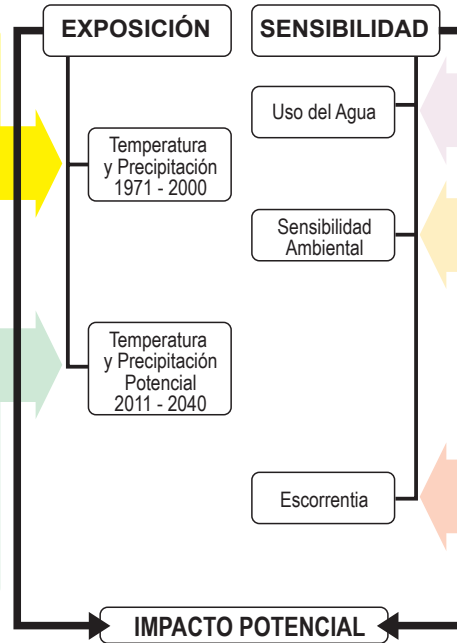 EXPOSICIÓN
Temperatura
y Precipitación
1971 - 2000
Temperatura
y Precipitación
Potencial
2011 - 2040
SENSIBILIDAD
Uso del Agua
Sensibilidad
Ambiental
Escorrentia
IMPACTO POTENCIAL